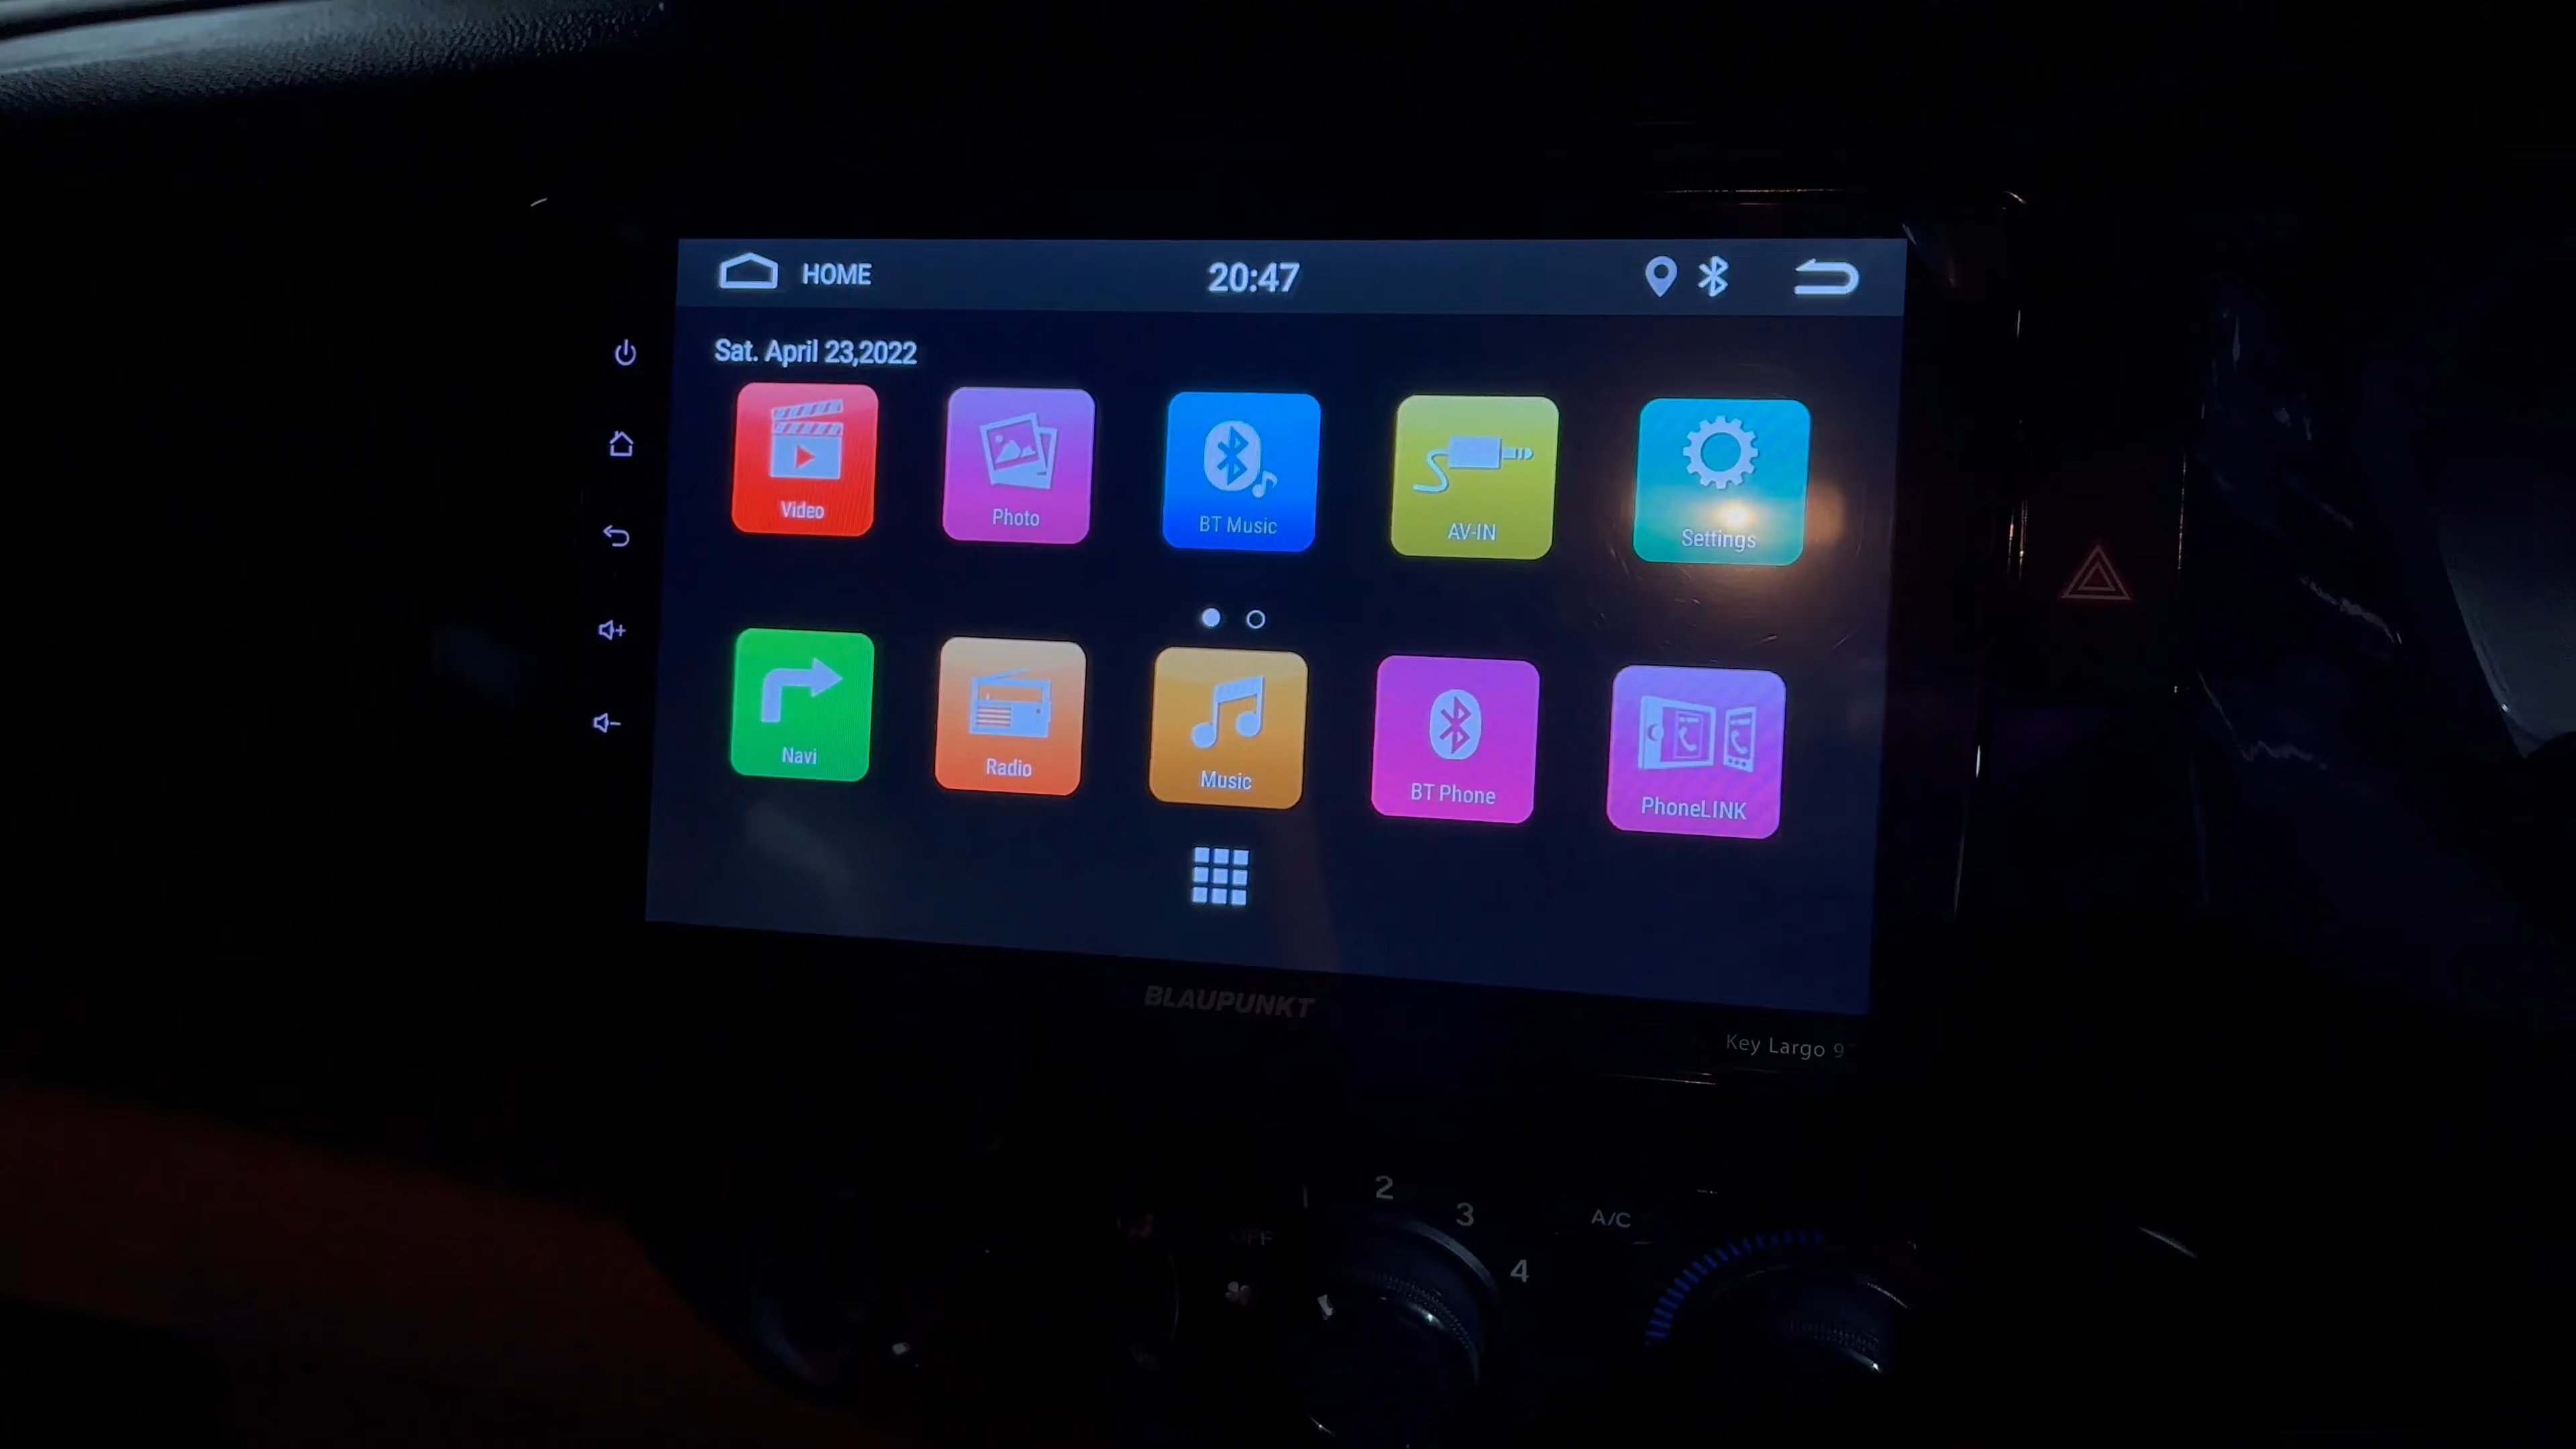 HOME
20:47
Sat. April 23,2022
Video
Photo
BT Music
AV-IN
Settings
Navi
Radio
Music
BT Phone
PhoneLINK
BLAUPUNKT
Key Largo
2
3
4
OFF
A/C